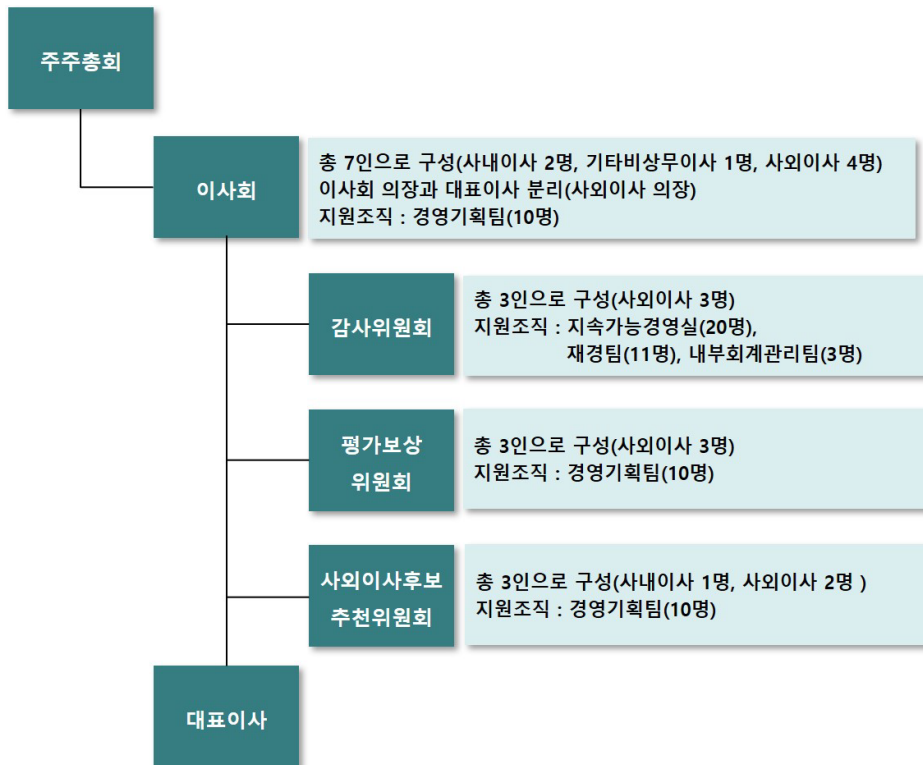 주주총회
이사회
총 7인으로 구성(사내이사 2명, 기타비상무이사 1명, 사외이사 4명)
이사회 의장과 대표이사 분리(사외이사 의장)
지원조직 : 경영기획팀(10명)
감사위원회
총 3인으로 구성(사외이사 3명)
지원조직 : 지속가능경영실(20명),
재경팀(11명), 내부회계관리팀(3명)
평가보상
위원회
총 3인으로 구성(사외이사 3명)
지원조직 : 경영기획팀(10명)
사외이사후보
추천위원회
총 3인으로 구성(사내이사 1명, 사외이사 2명 )
지원조직 : 경영기획팀(10명)
대표이사